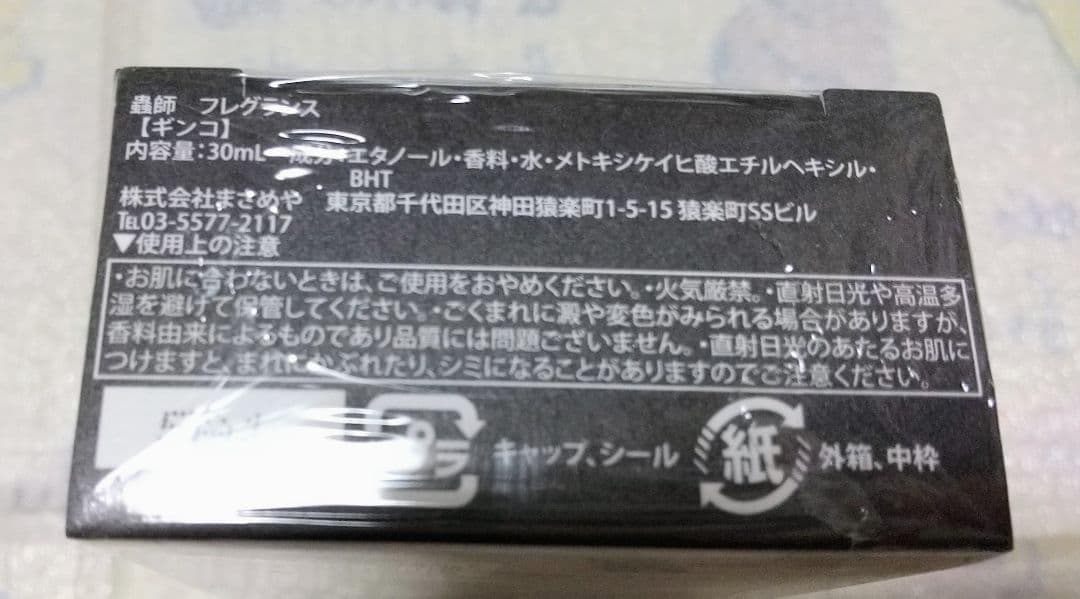 蟲師 フレグランス
【ギンコ】
内容量:30mL 成分:エタノール・香料・水・メトキシケイヒ酸エチルヘキシル・
BHT
株式会社まさめや 東京都千代田区神田猿楽町1-5-15 猿楽町SSビル
℡03-5577-2117
▼使用上の注意
・お肌に合わないときは、ご使用をおやめください。・火気厳禁。・直射日光や高温多
湿を避けて保管してください。・ごくまれに澱や変色がみられる場合がありますが、
香料由来によるものであり品質には問題ございません。・直射日光のあたるお肌に
つけますと、まれにかぶれたり、シミになることがありますのでご注意ください。
プラ キャップ、シール 紙 外箱、中枠